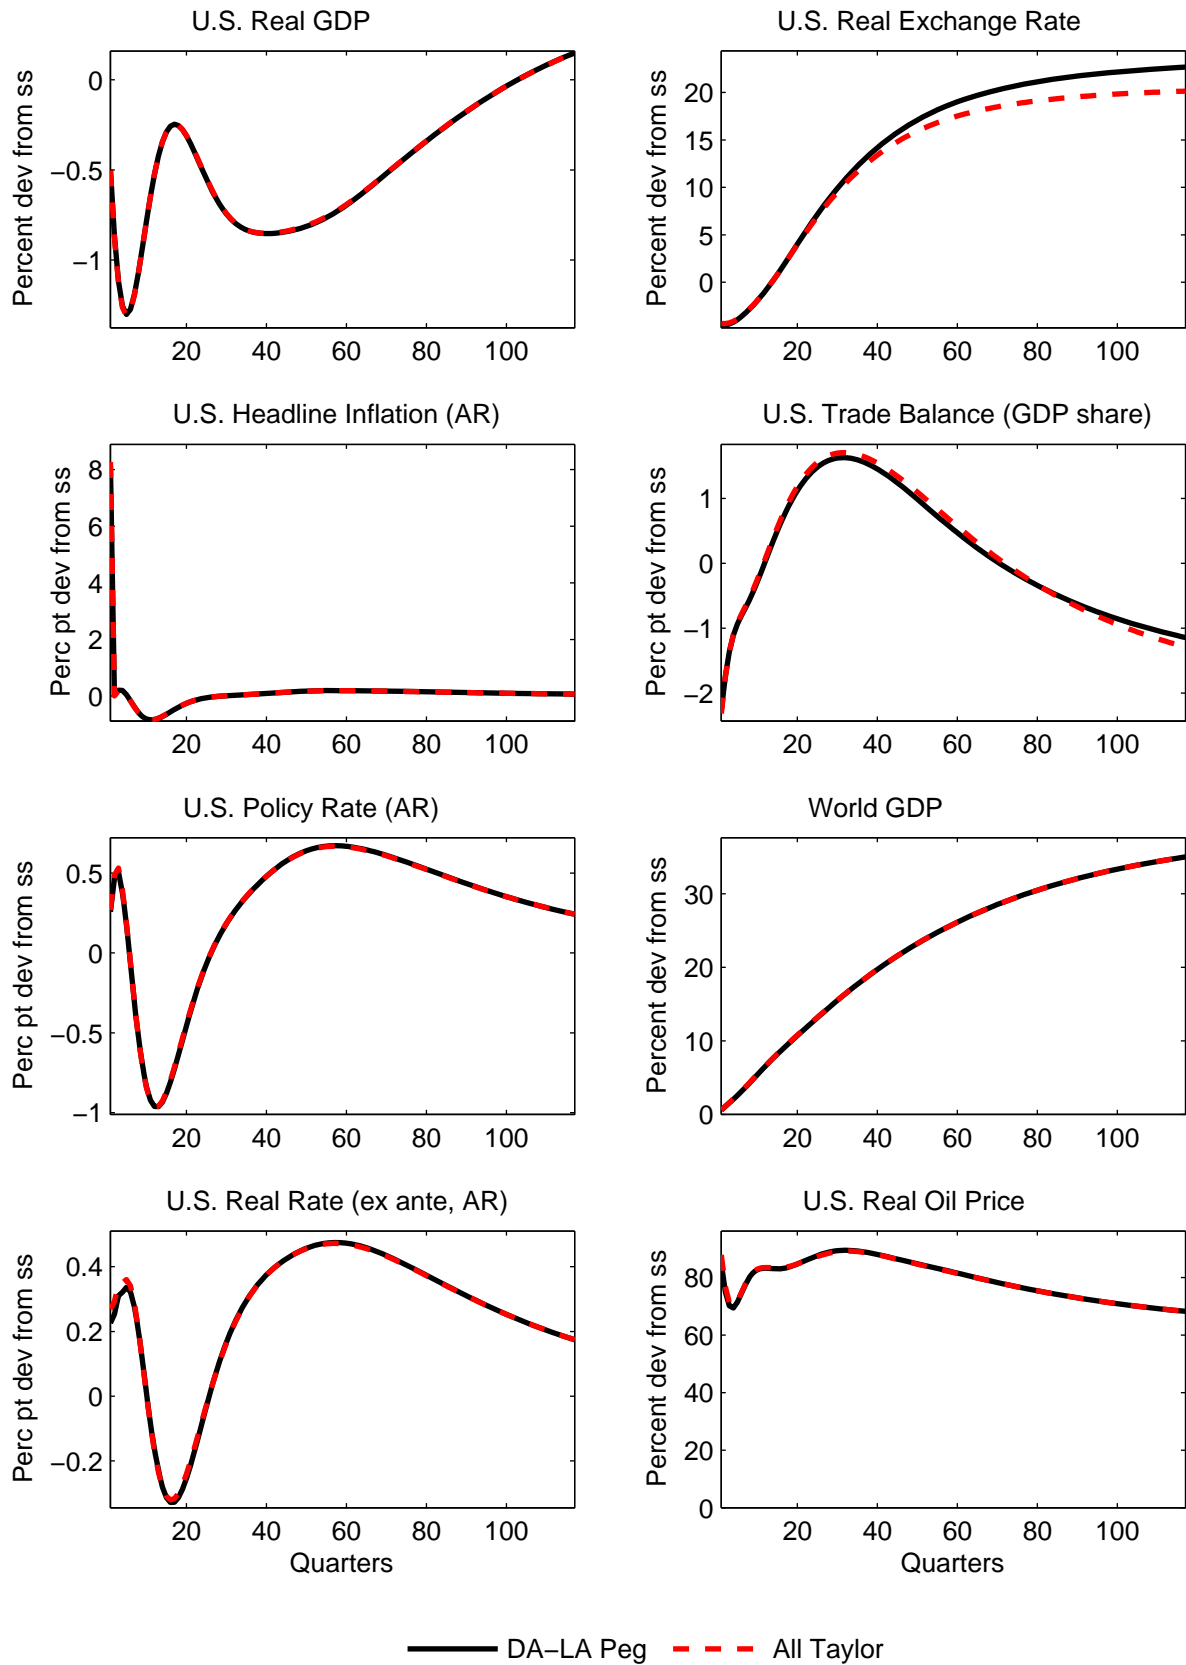 U.S. Real GDP
Percent dev from ss
0
−0.5
−1
20 40 60 80 100
U.S. Real Exchange Rate
Percent dev from ss
20
15
10
5
0
20 40 60 80 100
U.S. Headline Inflation (AR)
Perc pt dev from ss
8
6
4
2
0
20 40 60 80 100
U.S. Trade Balance (GDP share)
Perc pt dev from ss
1
0
−1
−2
20 40 60 80 100
U.S. Policy Rate (AR)
Perc pt dev from ss
0.5
0
−0.5
−1
20 40 60 80 100
World GDP
Percent dev from ss
30
20
10
0
20 40 60 80 100
U.S. Real Rate (ex ante, AR)
Perc pt dev from ss
0.4
0.2
0
−0.2
20 40 60 80 100
Quarters
U.S. Real Oil Price
Percent dev from ss
80
60
40
20
0
20 40 60 80 100
Quarters
DA−LA Peg All Taylor